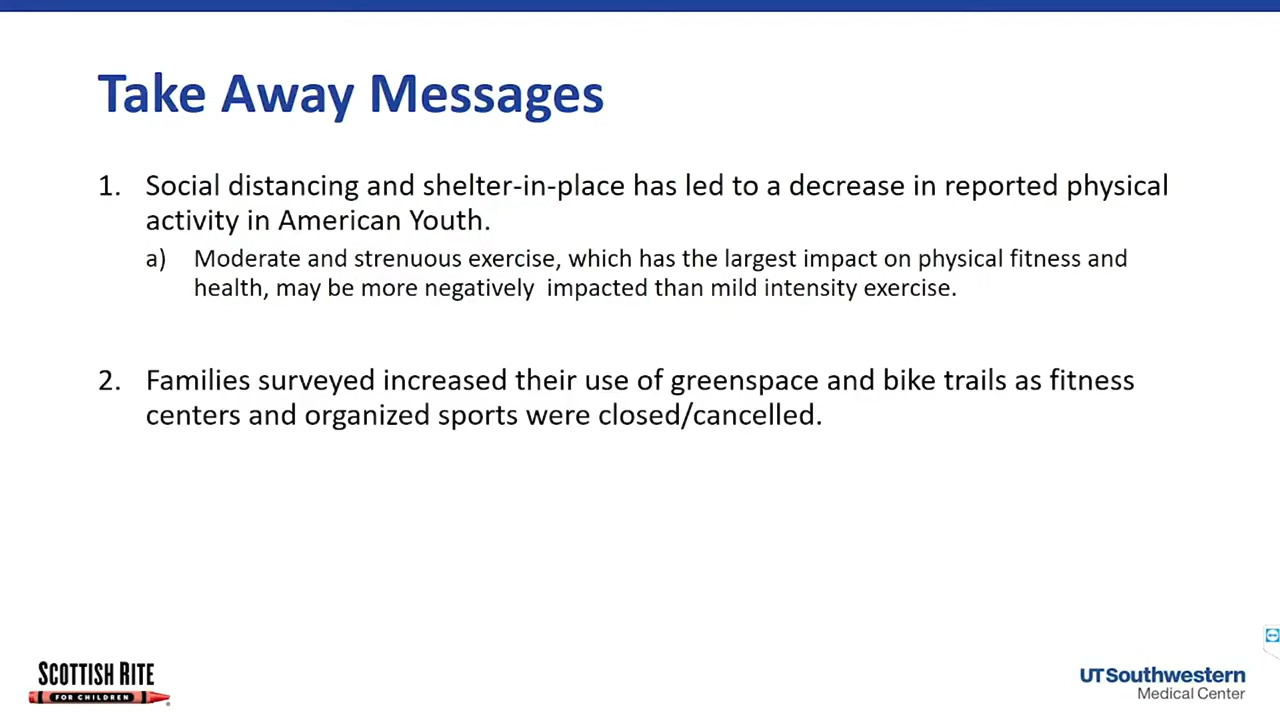 Take Away Messages
1. Social distancing and shelter-in-place has led to a decrease in reported physical
activity in American Youth.
a) Moderate and strenuous exercise, which has the largest impact on physical fitness and
health, may be more negatively  impacted than mild intensity exercise.
2. Families surveyed increased their use of greenspace and bike trails as fitness
centers and organized sports were closed/cancelled.
SCOTTISH RITE
FOR CHILDREN
UTSouthwestern
Medical Center